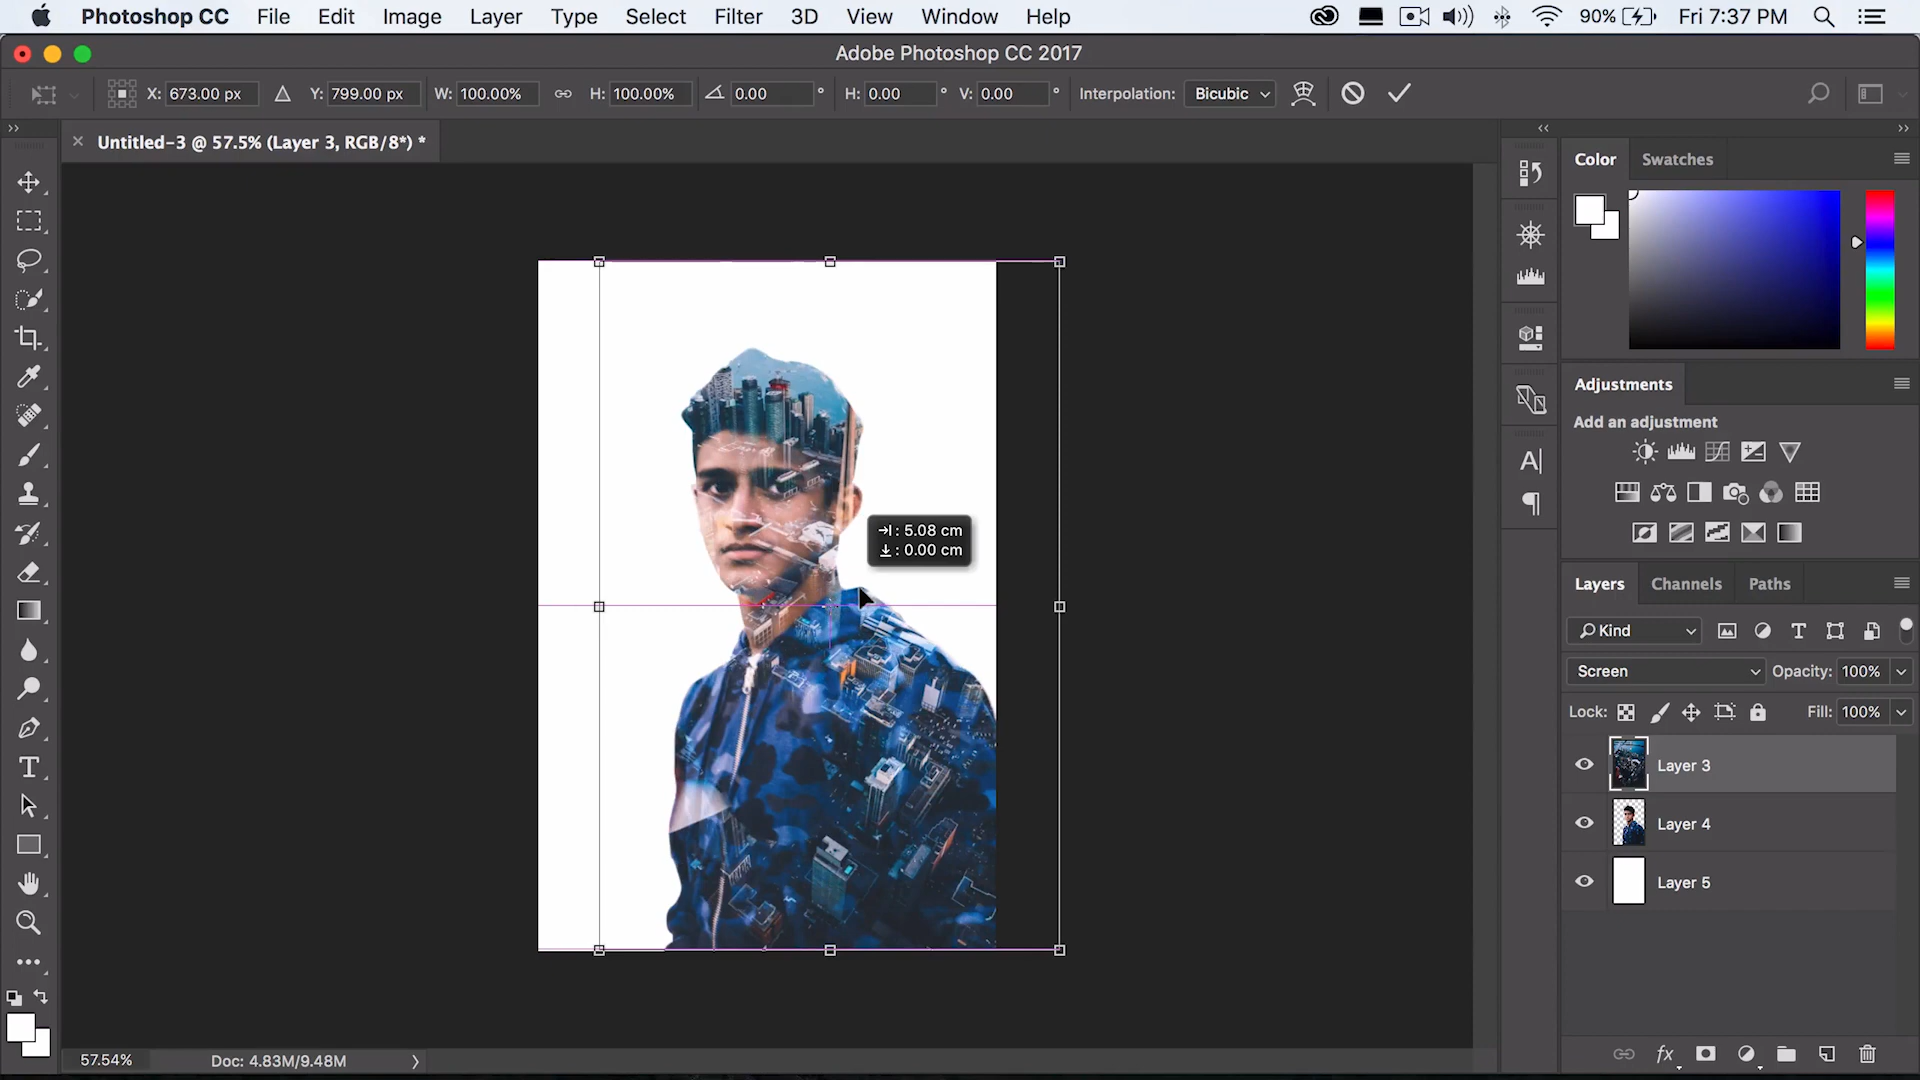 Photoshop CC File Edit Image Layer Type Select Filter 3D View Window Help 90% Fri 7:37 PM
Adobe Photoshop CC 2017
X: 673.00 px Y: 799.00 px W: 100.00% H: 100.00% 0.00 ° H: 0.00 ° V: 0.00 ° Interpolation: Bicubic
Untitled-3 @ 57.5% (Layer 3, RGB/8*) *
Color Swatches
Adjustments
Add an adjustment
: 5.08 cm
: 0.00 cm
Layers Channels Paths
Kind
Screen Opacity: 100%
Lock: Fill: 100%
Layer 3
Layer 4
Layer 5
57.54% Doc: 4.83M/9.48M
fx